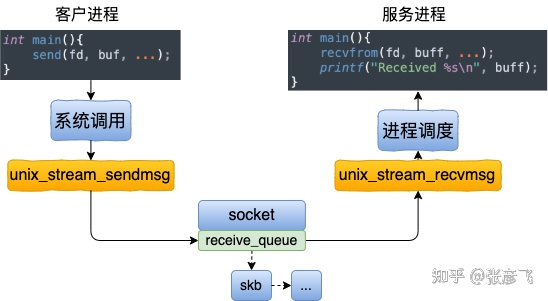 客户进程
int main(){
send(fd, buf, ...);
}
系统调用
unix_stream_sendmsg
服务进程
int main(){
recvfrom(fd, buff, ...);
printf("Received %s\n", buff);
}
进程调度
unix_stream_recvmsg
socket
receive_queue
skb
...
知乎 @张彦飞